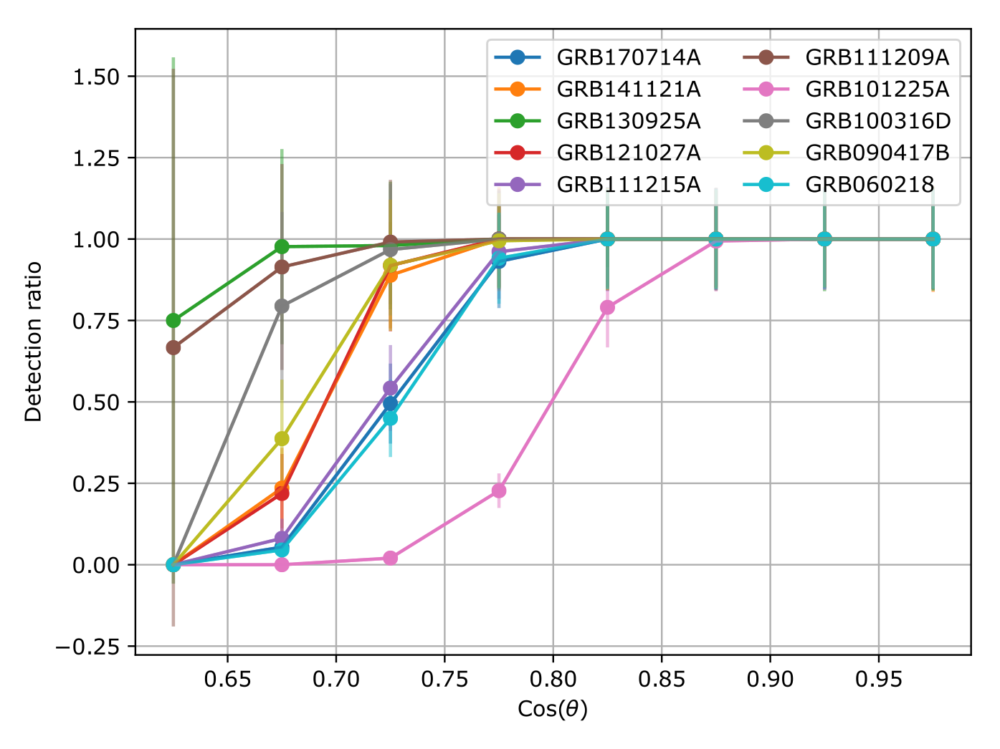 GRB170714A
GRB141121A
GRB130925A
GRB121027A
GRB111215A
GRB111209A
GRB101225A
GRB100316D
GRB090417B
GRB060218
1.50
1.25
1.00
0.75
0.50
0.25
0.00
−0.25
Detection ratio
0.65 0.70 0.75 0.80 0.85 0.90 0.95
Cos(θ)